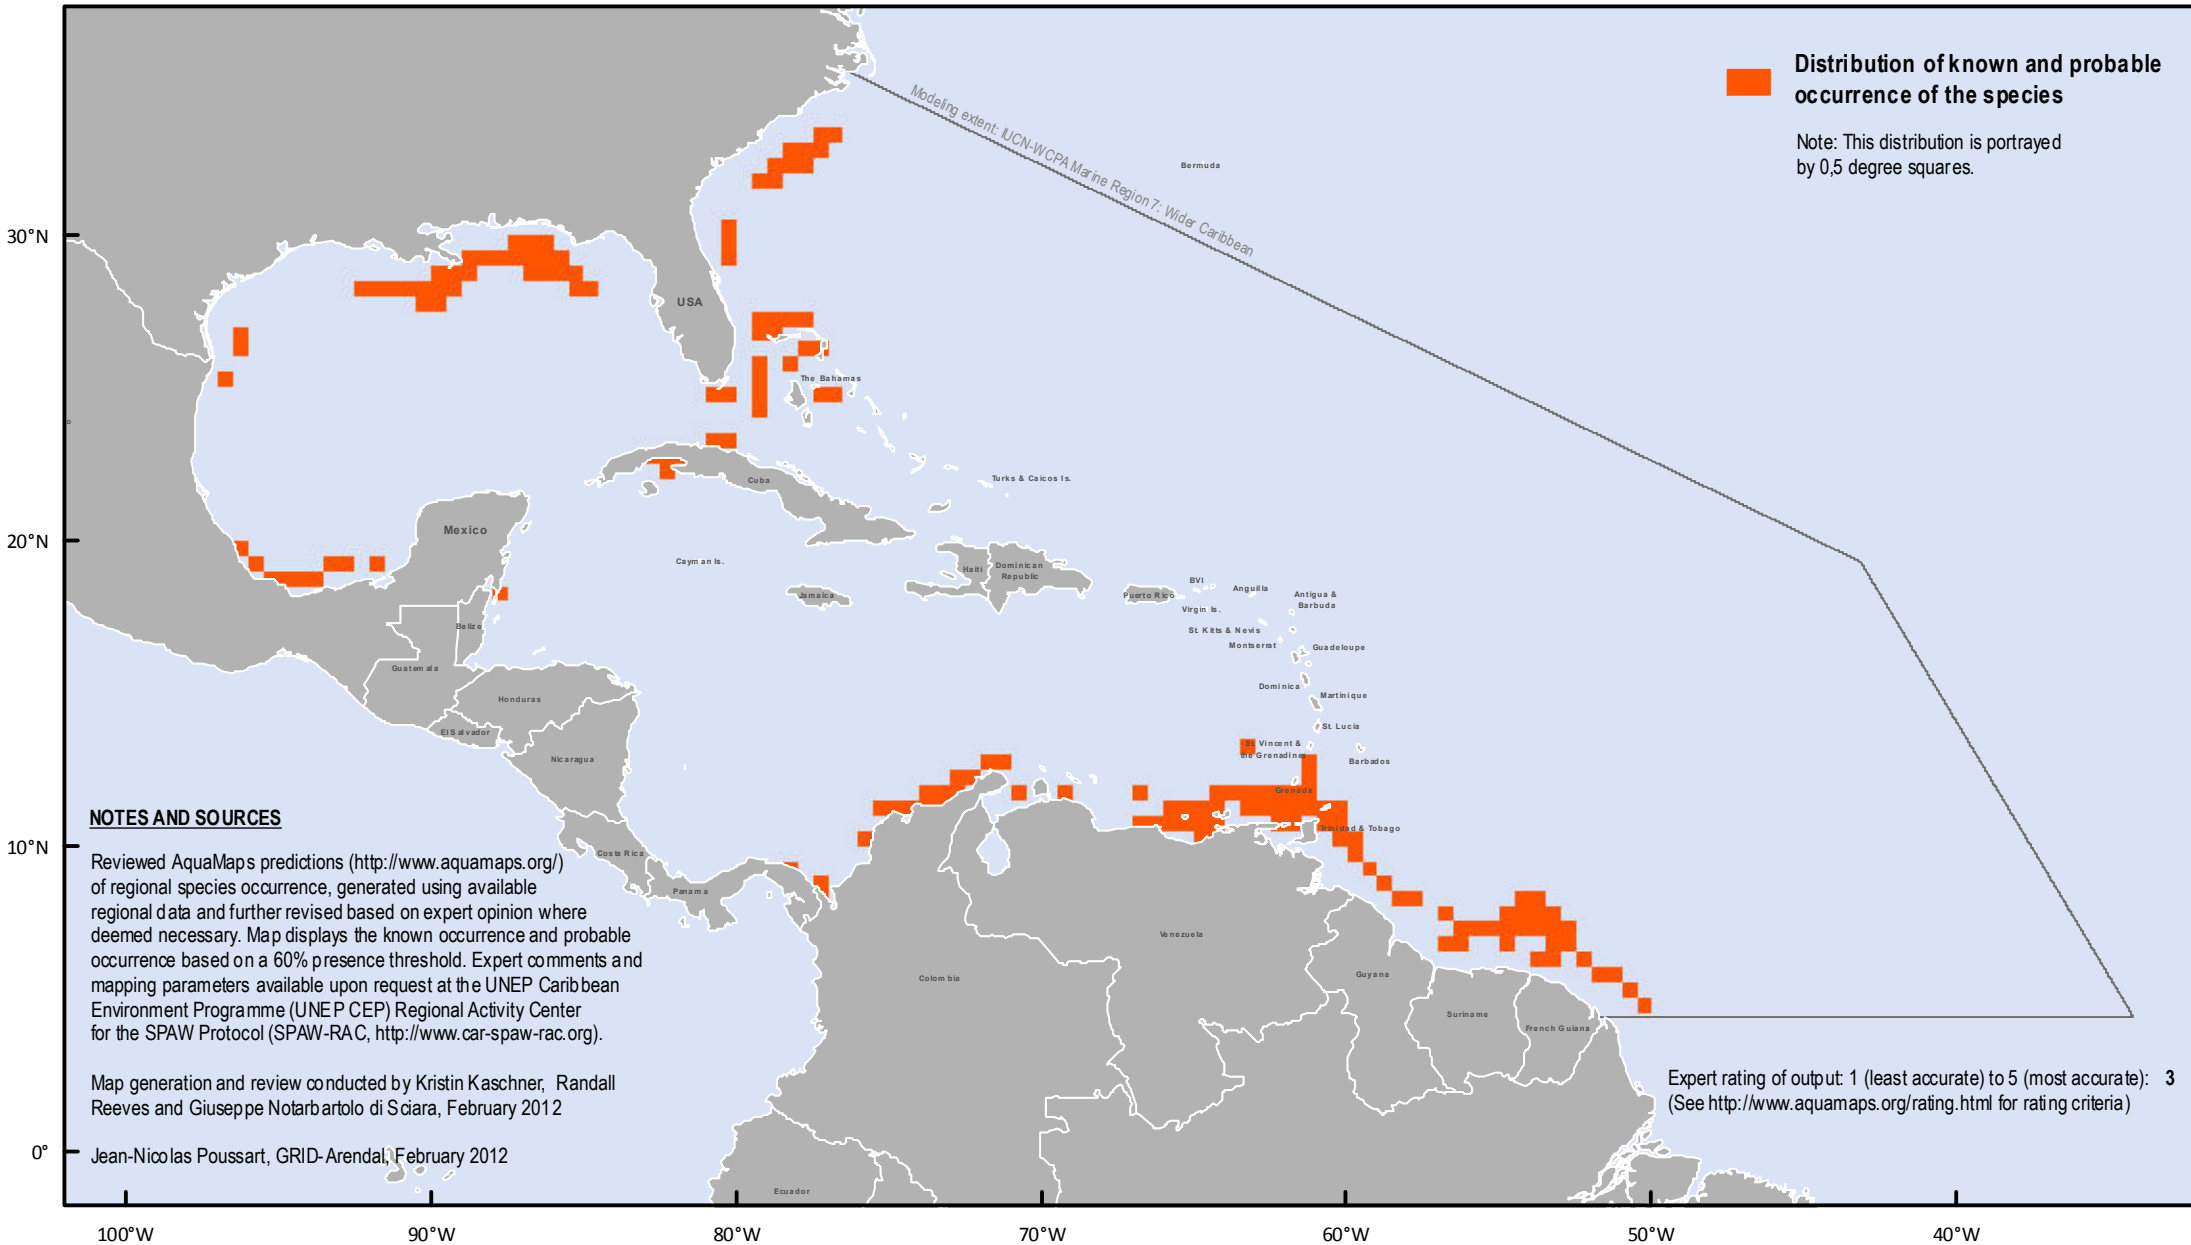 3
Distribution of known and probable
occurrence of the species
Note: This distribution is portrayed
by 0,5 degree squares.
Modeling extent: IUCN-WCPA Marine Region 7: Wider Caribbean
Bermuda
30°N
USA
The Bahamas
Turks & Caicos Is.
Cuba
Mexico
20°N
Cayman Is.
Haiti
Dominican
Republic
Jamaica
Puerto Rico
BVI
Anguilla
Virgin Is.
Antigua &
Barbuda
St. Kitts & Nevis
Montserrat
Guadeloupe
Belize
Guatemala
Dominica
Martinique
Honduras
St. Lucia
El Salvador
St. Vincent &
the Grenadines
Barbados
Nicaragua
Grenada
Trinidad & Tobago
NOTES AND SOURCES
10°N
Costa Rica
Panama
Reviewed AquaMaps predictions (http://www.aquamaps.org/)
of regional species occurrence, generated using available
regional data and further revised based on expert opinion where
deemed necessary. Map displays the known occurrence and probable
occurrence based on a 60% presence threshold. Expert comments and
mapping parameters available upon request at the UNEP Caribbean
Environment Programme (UNEP CEP) Regional Activity Center
for the SPAW Protocol (SPAW-RAC, http://www.car-spaw-rac.org).
Map generation and review conducted by Kristin Kaschner, Randall
Reeves and Giuseppe Notarbartolo di Sciara, February 2012
Jean-Nicolas Poussart, GRID-Arendal, February 2012
Venezuela
Colombia
Guyana
Suriname
French Guiana
Expert rating of output: 1 (least accurate) to 5 (most accurate): 3
(See http://www.aquamaps.org/rating.html for rating criteria)
0°
Ecuador
100°W
90°W
80°W
70°W
60°W
50°W
40°W